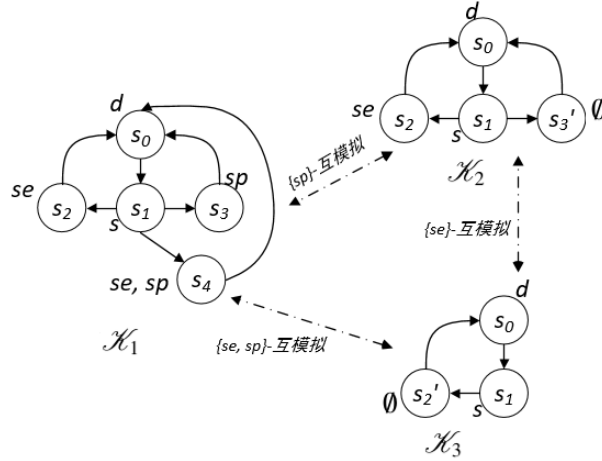 d
s₀
se
s₂
s₁
s
sp
s₃
se, sp
s₄
𝒦₁
{sp}-互模拟
d
s₀
se
s₂
s₁
s
s₃'
∅
𝒦₂
{se}-互模拟
{se, sp}-互模拟
d
s₀
∅
s₂'
s₁
s
𝒦₃